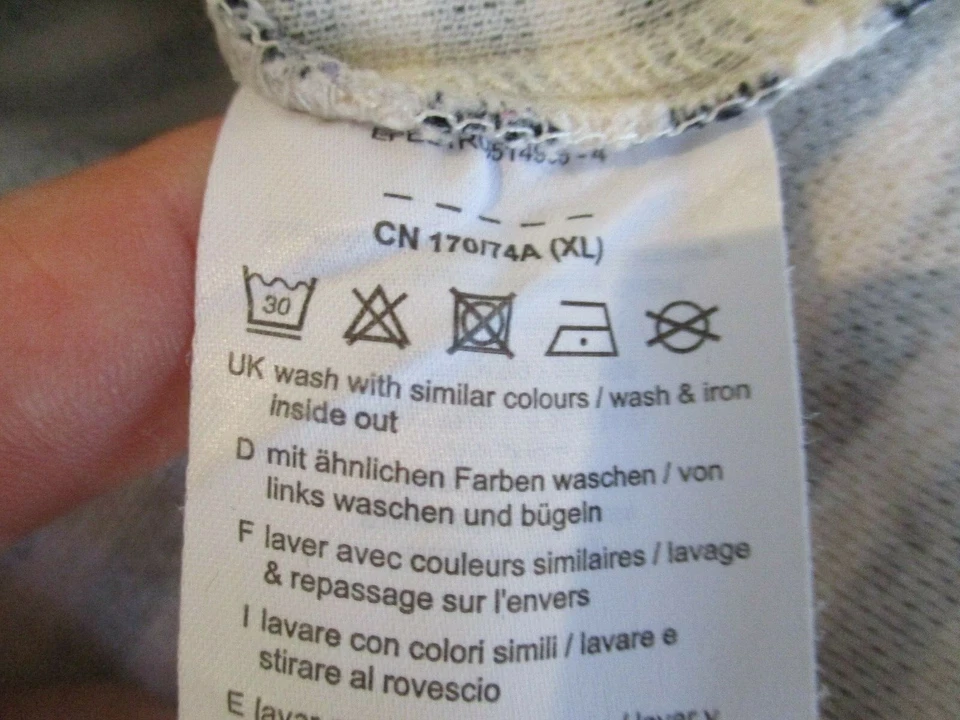 CN 170/74A (XL)
30
UK wash with similar colours / wash & iron
inside out
D mit ähnlichen Farben waschen / von
links waschen und bügeln
F laver avec couleurs similaires / lavage
& repassage sur l'envers
I lavare con colori simili / lavare e
stirare al rovescio
E